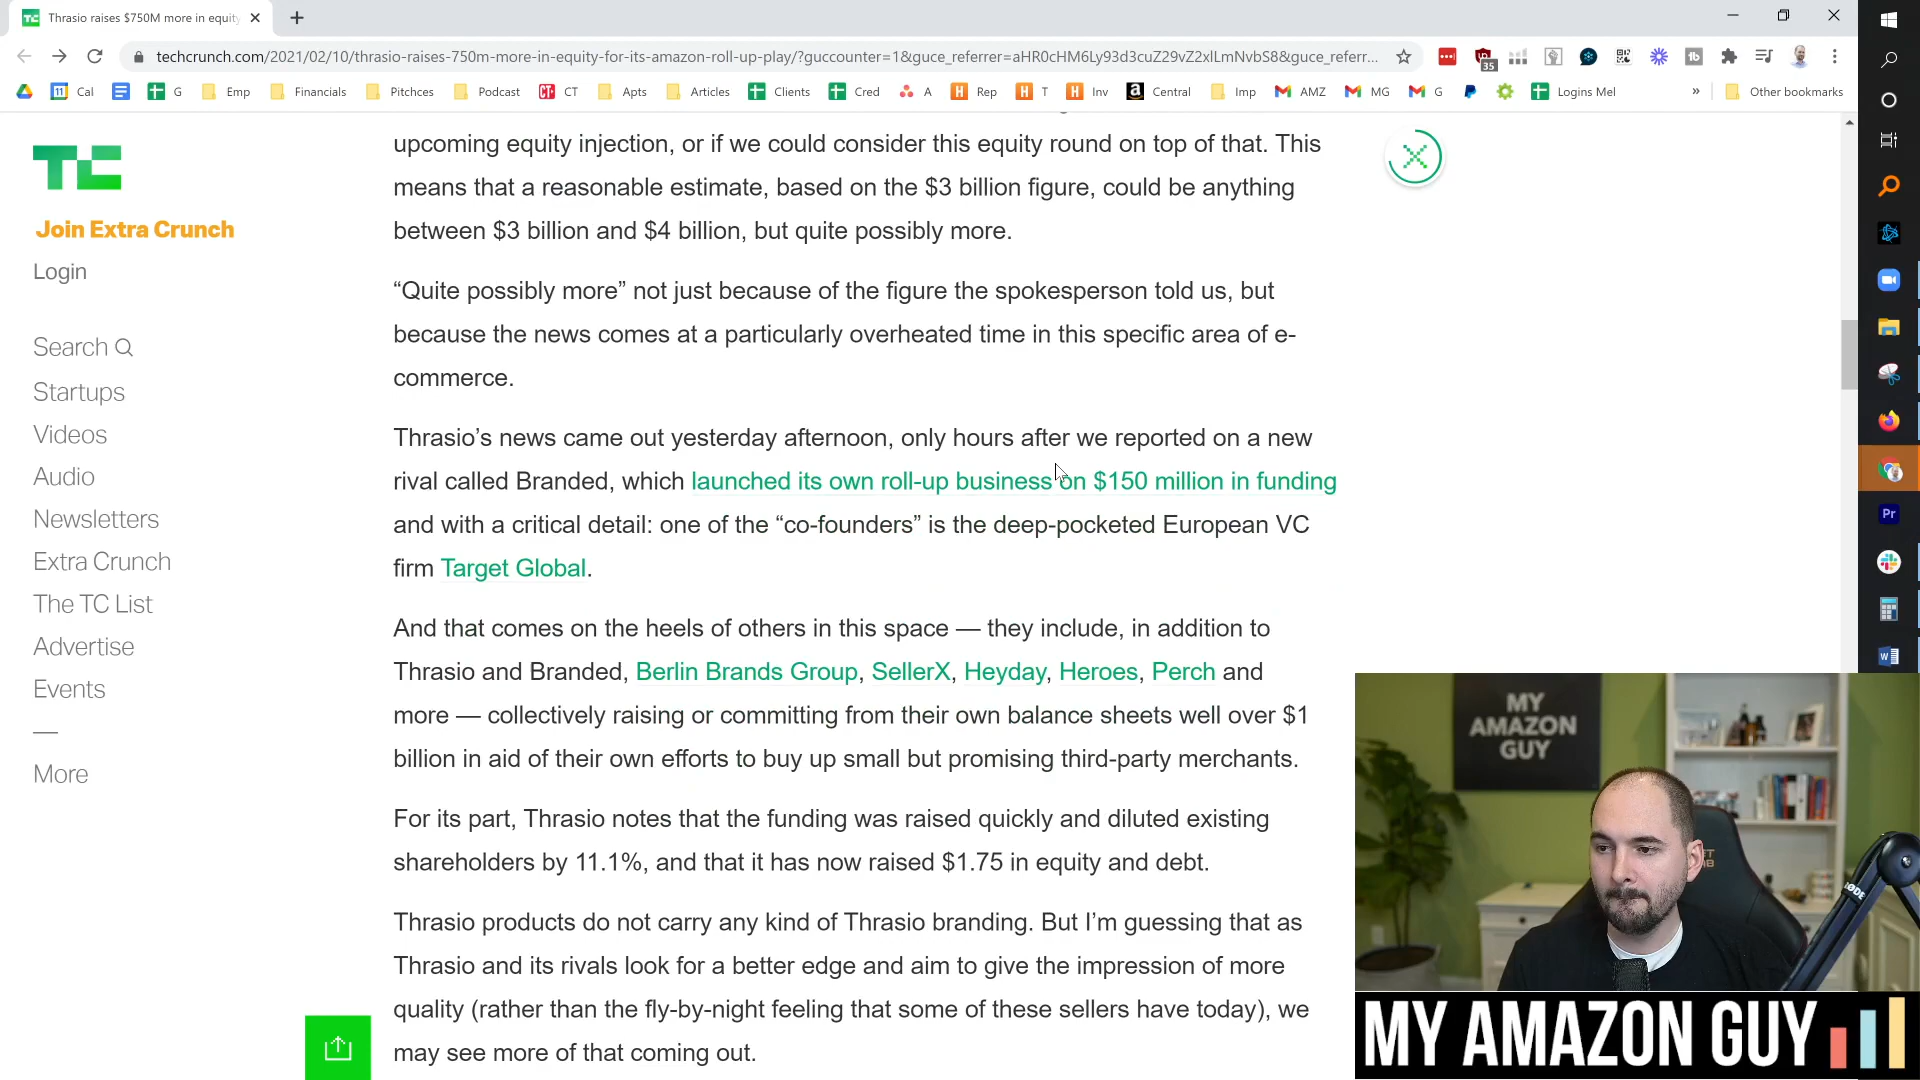 Thrasio raises $750M more in equity
techcrunch.com/2021/02/10/thrasio-raises-750m-more-in-equity-for-its-amazon-roll-up-play/?guccounter=1&guce_referrer=aHR0cHM6Ly93d3cuZ29vZ2xlLmNvbS8&guce_referr...
35
Cal
G
Emp
Financials
Pitchces
Podcast
CT
Apts
Articles
Clients
Cred
A
Rep
T
Inv
Central
Imp
AMZ
MG
G
Logins Mel
»
Other bookmarks
TC
Join Extra Crunch
Login
Search
Startups
Videos
Audio
Newsletters
Extra Crunch
The TC List
Advertise
Events
—
More
upcoming equity injection, or if we could consider this equity round on top of that. This
means that a reasonable estimate, based on the $3 billion figure, could be anything
between $3 billion and $4 billion, but quite possibly more.
“Quite possibly more” not just because of the figure the spokesperson told us, but
because the news comes at a particularly overheated time in this specific area of e-
commerce.
Thrasio’s news came out yesterday afternoon, only hours after we reported on a new
rival called Branded, which launched its own roll-up business on $150 million in funding
and with a critical detail: one of the “co-founders” is the deep-pocketed European VC
firm Target Global.
And that comes on the heels of others in this space — they include, in addition to
Thrasio and Branded, Berlin Brands Group, SellerX, Heyday, Heroes, Perch and
more — collectively raising or committing from their own balance sheets well over $1
billion in aid of their own efforts to buy up small but promising third-party merchants.
For its part, Thrasio notes that the funding was raised quickly and diluted existing
shareholders by 11.1%, and that it has now raised $1.75 in equity and debt.
Thrasio products do not carry any kind of Thrasio branding. But I’m guessing that as
Thrasio and its rivals look for a better edge and aim to give the impression of more
quality (rather than the fly-by-night feeling that some of these sellers have today), we
may see more of that coming out.
Pr
MY
AMAZON
GUY
RØDE
MY AMAZON GUY